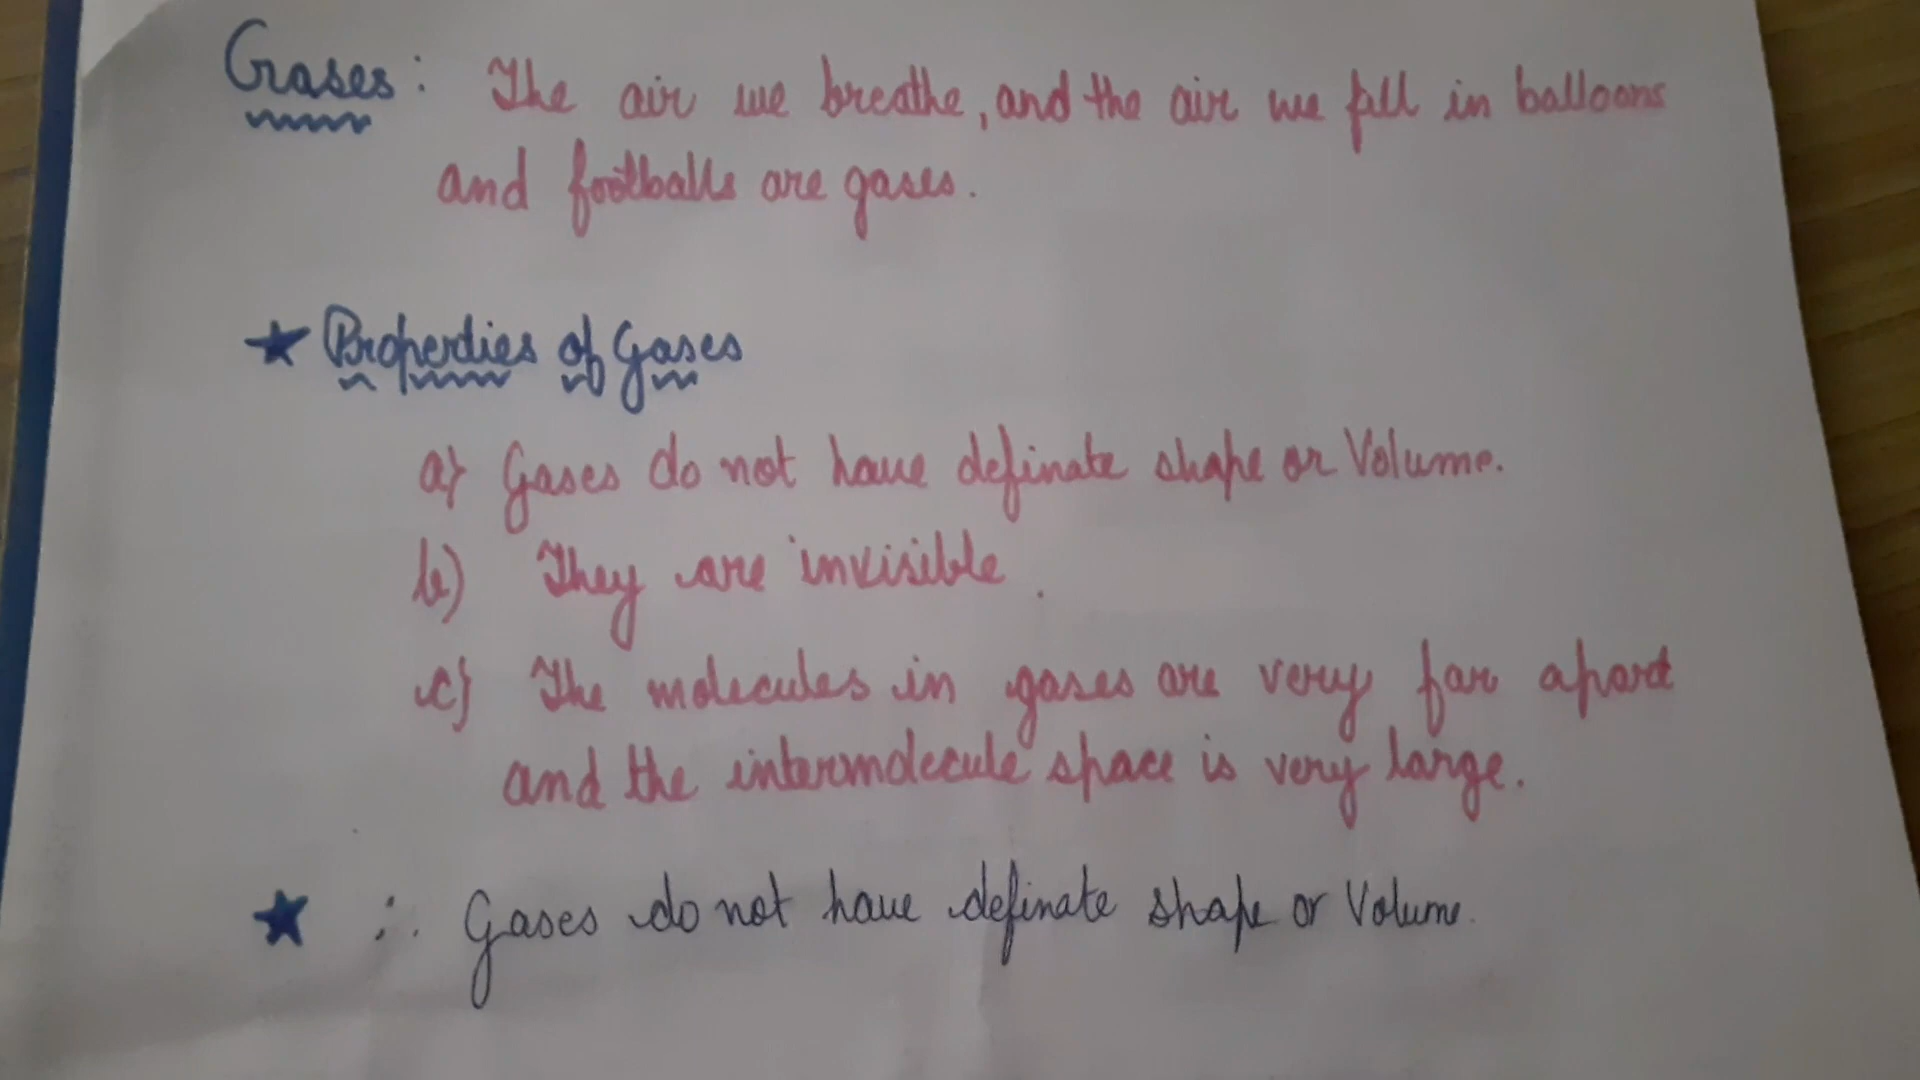 Gases: The air we breathe, and the air we fill in balloons
and footballs are gases.
★ Properties of Gases
a) Gases do not have definate shape or Volume.
b) They are invisible.
c) The molecules in gases are very far apart
and the intermolecule space is very large.
★ ∴ Gases do not have definate shape or Volume.